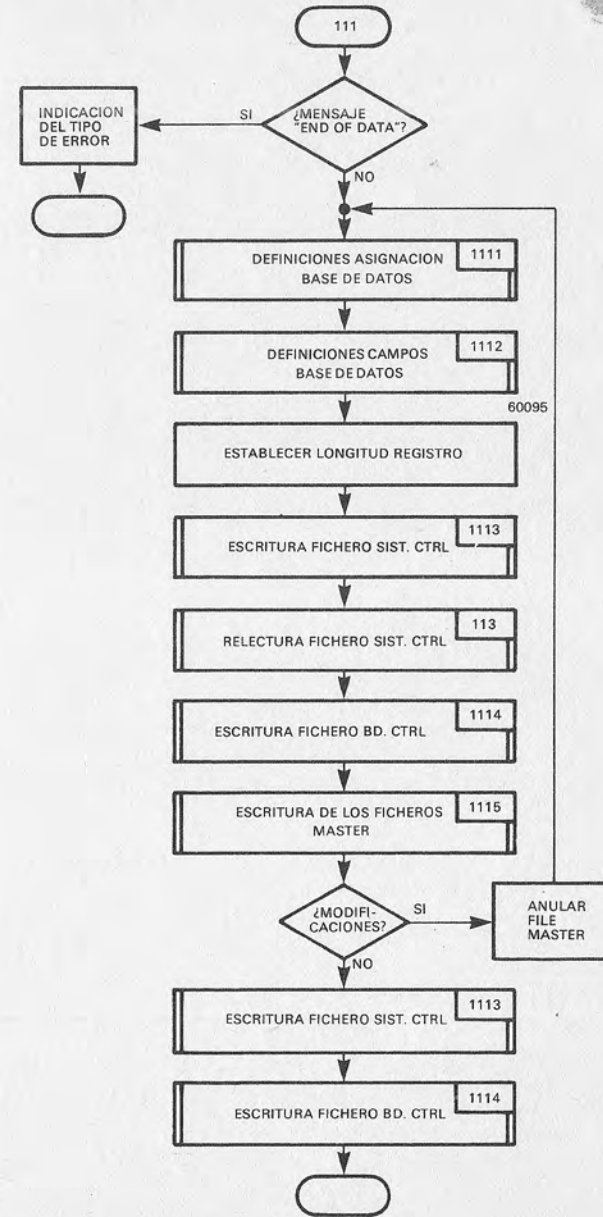 111
¿MENSAJE
"END OF DATA"?
SI
INDICACION
DEL TIPO
DE ERROR
NO
1111
DEFINICIONES ASIGNACION
BASE DE DATOS
1112
DEFINICIONES CAMPOS
BASE DE DATOS
60095
ESTABLECER LONGITUD REGISTRO
1113
ESCRITURA FICHERO SIST. CTRL
113
RELECTURA FICHERO SIST. CTRL
1114
ESCRITURA FICHERO BD. CTRL
1115
ESCRITURA DE LOS FICHEROS
MASTER
¿MODIFI-
CACIONES?
SI
ANULAR
FILE
MASTER
NO
1113
ESCRITURA FICHERO SIST. CTRL
1114
ESCRITURA FICHERO BD. CTRL